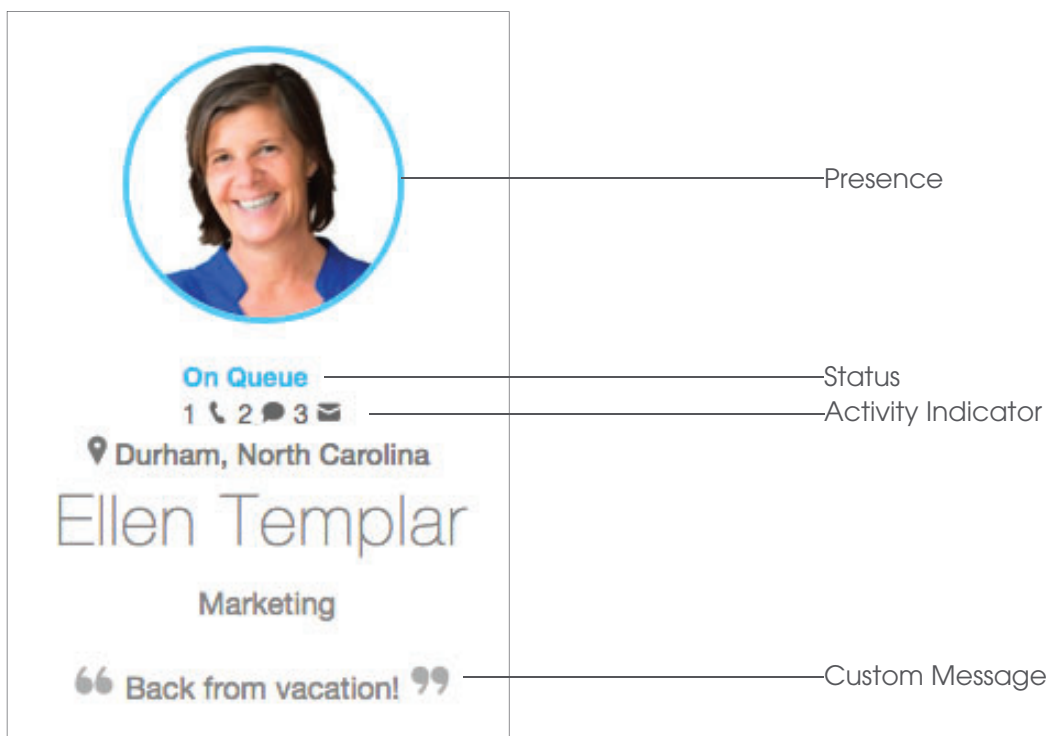 Presence
On Queue
Status
1 2 3
Activity Indicator
Durham, North Carolina
Ellen Templar
Marketing
“ Back from vacation! ”
Custom Message